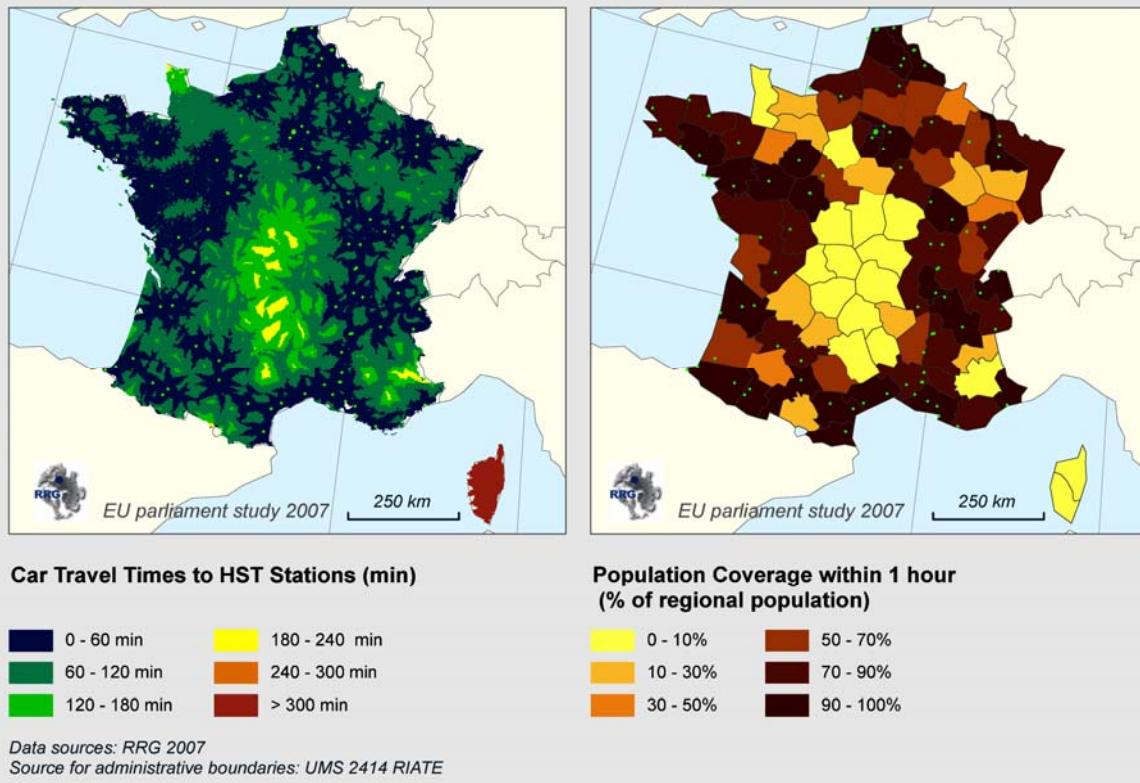 RRG
EU parliament study 2007
250 km
RRG
EU parliament study 2007
250 km
Car Travel Times to HST Stations (min)
0 - 60 min
60 - 120 min
120 - 180 min
180 - 240 min
240 - 300 min
> 300 min
Population Coverage within 1 hour
(% of regional population)
0 - 10%
10 - 30%
30 - 50%
50 - 70%
70 - 90%
90 - 100%
Data sources: RRG 2007
Source for administrative boundaries: UMS 2414 RIATE